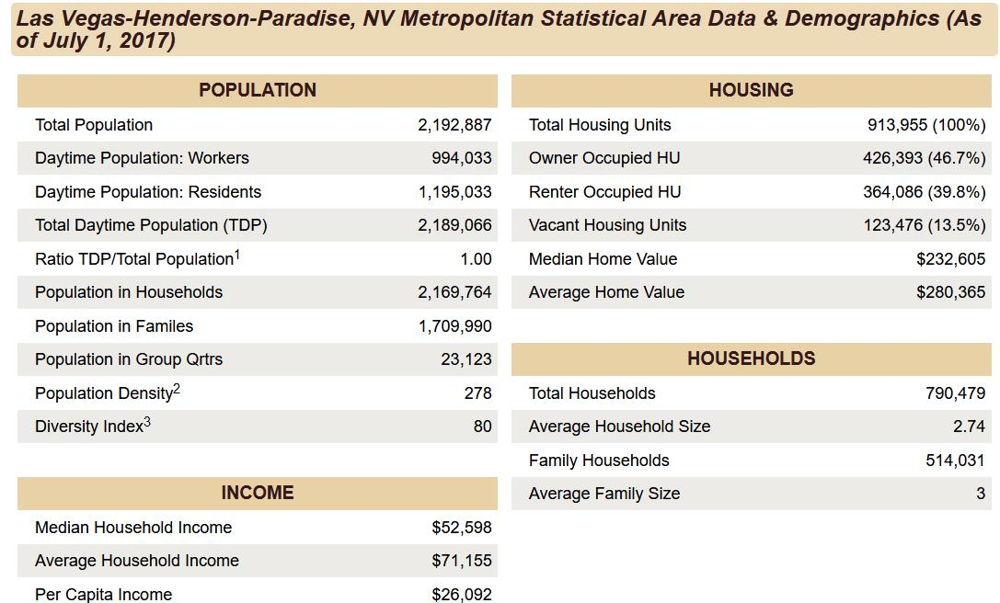 Las Vegas-Henderson-Paradise, NV Metropolitan Statistical Area Data & Demographics (As
of July 1, 2017)
POPULATION
Total Population 2,192,887
Daytime Population: Workers 994,033
Daytime Population: Residents 1,195,033
Total Daytime Population (TDP) 2,189,066
Ratio TDP/Total Population1 1.00
Population in Households 2,169,764
Population in Familes 1,709,990
Population in Group Qrtrs 23,123
Population Density2 278
Diversity Index3 80
INCOME
Median Household Income $52,598
Average Household Income $71,155
Per Capita Income $26,092
HOUSING
Total Housing Units 913,955 (100%)
Owner Occupied HU 426,393 (46.7%)
Renter Occupied HU 364,086 (39.8%)
Vacant Housing Units 123,476 (13.5%)
Median Home Value $232,605
Average Home Value $280,365
HOUSEHOLDS
Total Households 790,479
Average Household Size 2.74
Family Households 514,031
Average Family Size 3